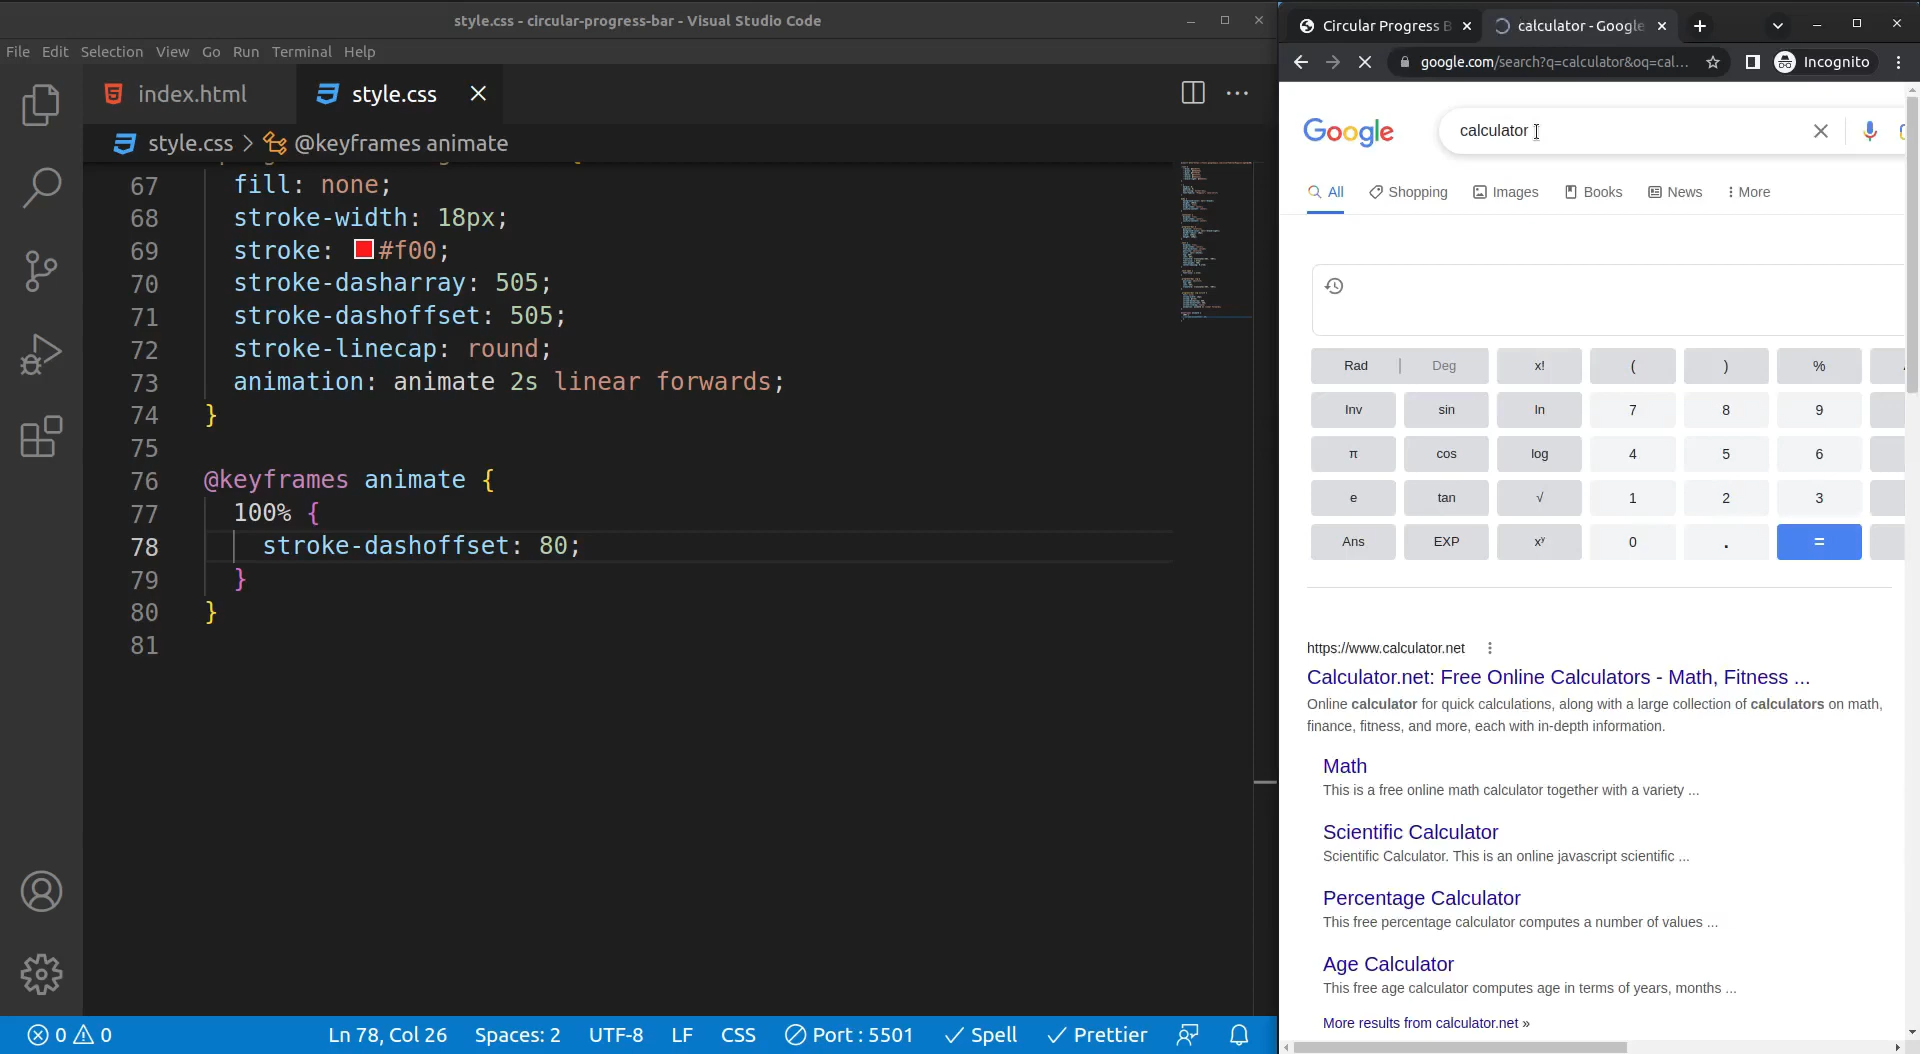 style.css - circular-progress-bar - Visual Studio Code
File Edit Selection View Go Run Terminal Help
index.html
style.css
style.css > @keyframes animate
67 fill: none;
68 stroke-width: 18px;
69 stroke: #f00;
70 stroke-dasharray: 505;
71 stroke-dashoffset: 505;
72 stroke-linecap: round;
73 animation: animate 2s linear forwards;
74 }
75
76 @keyframes animate {
77 100% {
78 stroke-dashoffset: 80;
79 }
80 }
81
0 0 Ln 78, Col 26 Spaces: 2 UTF-8 LF CSS Port : 5501 Spell Prettier
Circular Progress B
calculator - Google
google.com/search?q=calculator&oq=cal... Incognito
Google calculator
All Shopping Images Books News More
Rad | Deg x! ( ) %
Inv sin ln 7 8 9
π cos log 4 5 6
e tan √ 1 2 3
Ans EXP xʸ 0 . =
https://www.calculator.net
Calculator.net: Free Online Calculators - Math, Fitness ...
Online calculator for quick calculations, along with a large collection of calculators on math,
finance, fitness, and more, each with in-depth information.
Math
This is a free online math calculator together with a variety ...
Scientific Calculator
Scientific Calculator. This is an online javascript scientific ...
Percentage Calculator
This free percentage calculator computes a number of values ...
Age Calculator
This free age calculator computes age in terms of years, months ...
More results from calculator.net »